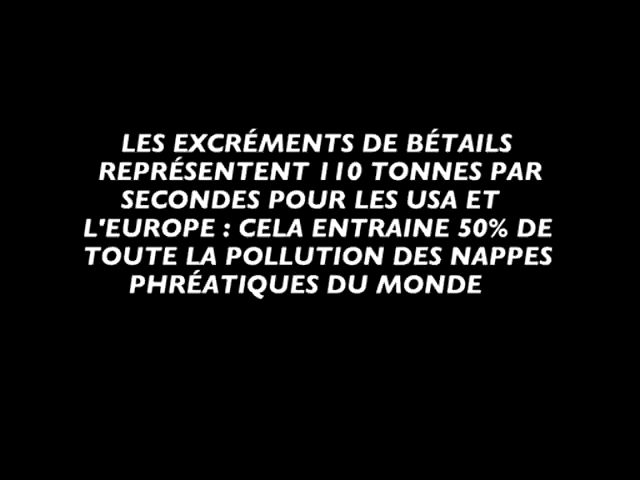 LES EXCRÉMENTS DE BÉTAILS
REPRÉSENTENT 110 TONNES PAR
SECONDES POUR LES USA ET
L'EUROPE : CELA ENTRAINE 50% DE
TOUTE LA POLLUTION DES NAPPES
PHRÉATIQUES DU MONDE